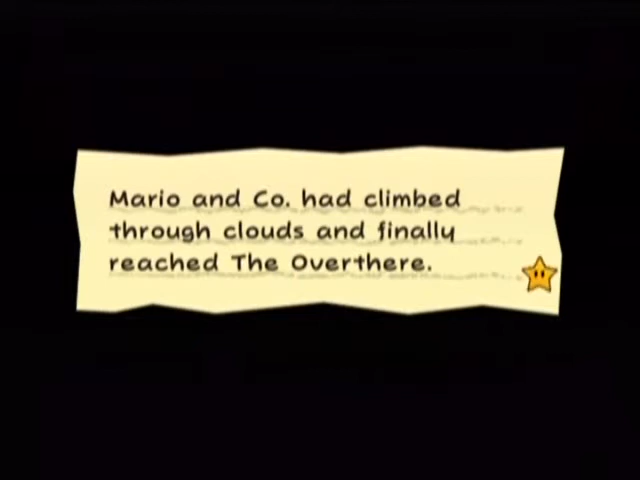 Mario and Co. had climbed
through clouds and finally
reached The Overthere.